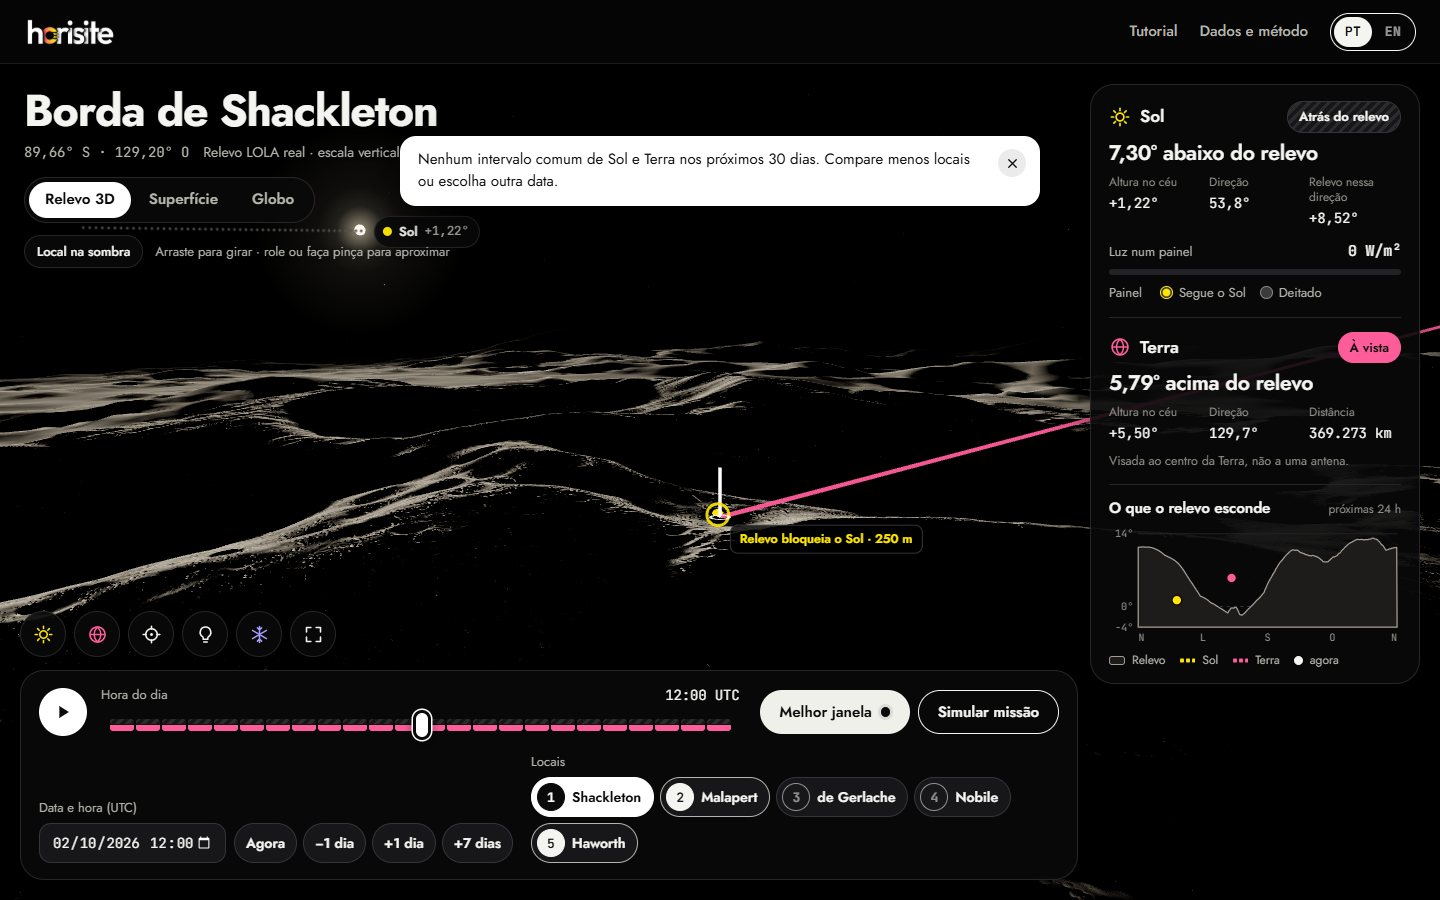 horisite
Tutorial
Dados e método
PT
EN
Borda de Shackleton
89,66° S · 129,20° O Relevo LOLA real · escala vertical
Nenhum intervalo comum de Sol e Terra nos próximos 30 dias. Compare menos locais
ou escolha outra data.
Relevo 3D
Superfície
Globo
Sol +1,22°
Local na sombra
Arraste para girar · role ou faça pinça para aproximar
Relevo bloqueia o Sol · 250 m
Sol
Atrás do relevo
7,30° abaixo do relevo
Altura no céu
Direção
Relevo nessa
direção
+1,22°
53,8°
+8,52°
Luz num painel
0 W/m²
Painel
Segue o Sol
Deitado
Terra
À vista
5,79° acima do relevo
Altura no céu
Direção
Distância
+5,50°
129,7°
369.273 km
Visada ao centro da Terra, não a uma antena.
O que o relevo esconde
próximas 24 h
14°
0°
-4°
N
L
S
O
N
Relevo
Sol
Terra
agora
Hora do dia
12:00 UTC
Melhor janela
Simular missão
Data e hora (UTC)
02/10/2026 12:00
Agora
−1 dia
+1 dia
+7 dias
Locais
1 Shackleton
2 Malapert
3 de Gerlache
4 Nobile
5 Haworth